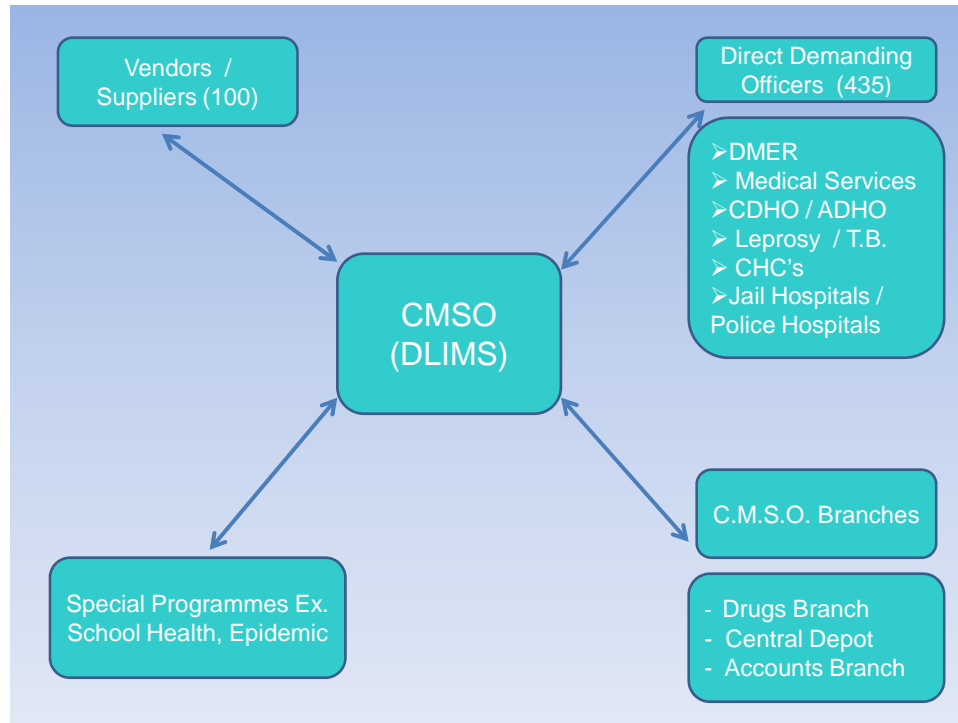 Vendors /
Suppliers (100)
Direct Demanding
Officers (435)
➢DMER
➢ Medical Services
➢CDHO / ADHO
➢ Leprosy / T.B.
➢ CHC's
➢Jail Hospitals /
Police Hospitals
CMSO
(DLIMS)
C.M.S.O. Branches
Special Programmes Ex.
School Health, Epidemic
- Drugs Branch
- Central Depot
- Accounts Branch